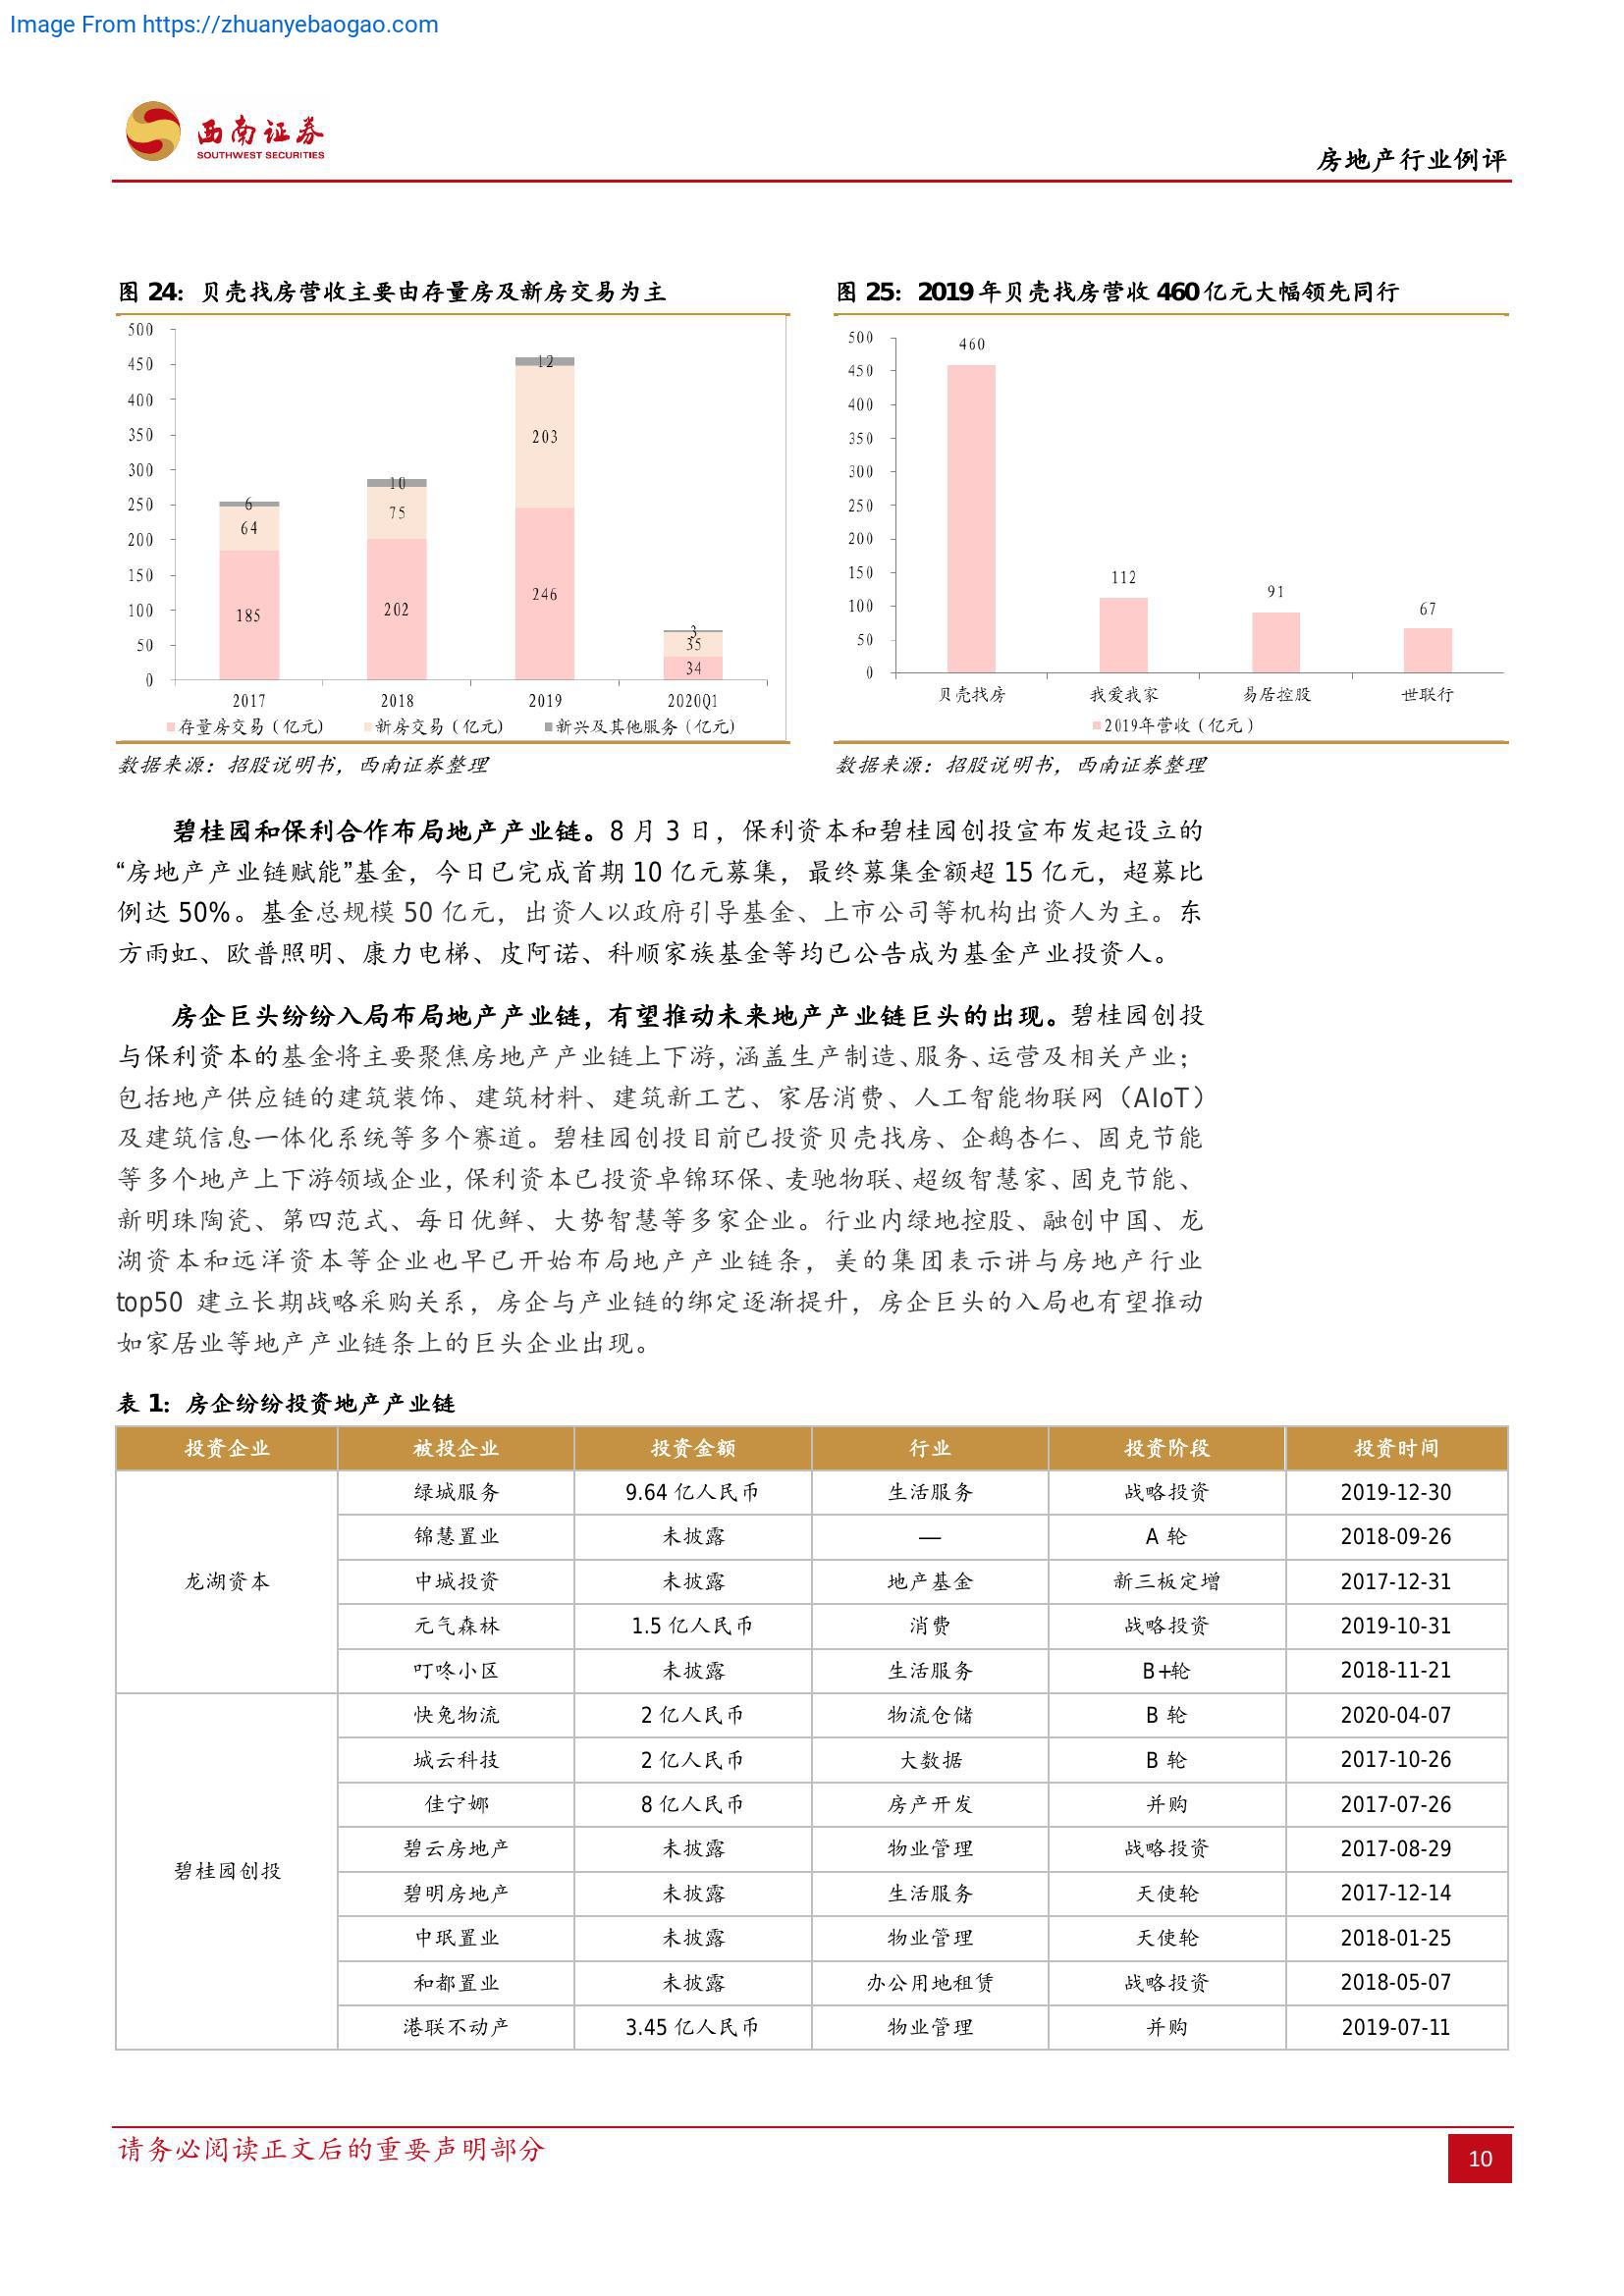 Image From https://zhuanyebaogao.com
西南证券
SOUTHWEST SECURITIES
房地产行业例评
图 24：贝壳找房营收主要由存量房及新房交易为主
500
450
400
350
300
250
200
150
100
50
0
6
64
185
10
75
202
12
203
246
3
35
34
2017 2018 2019 2020Q1
存量房交易（亿元） 新房交易（亿元） 新兴及其他服务（亿元）
数据来源：招股说明书，西南证券整理
图 25：2019 年贝壳找房营收 460 亿元大幅领先同行
500
450
400
350
300
250
200
150
100
50
0
460
112
91
67
贝壳找房 我爱我家 易居控股 世联行
2019年营收（亿元）
数据来源：招股说明书，西南证券整理
碧桂园和保利合作布局地产产业链。8 月 3 日，保利资本和碧桂园创投宣布发起设立的
“房地产产业链赋能”基金，今日已完成首期 10 亿元募集，最终募集金额超 15 亿元，超募比
例达 50%。基金总规模 50 亿元，出资人以政府引导基金、上市公司等机构出资人为主。东
方雨虹、欧普照明、康力电梯、皮阿诺、科顺家族基金等均已公告成为基金产业投资人。
房企巨头纷纷入局布局地产产业链，有望推动未来地产产业链巨头的出现。碧桂园创投
与保利资本的基金将主要聚焦房地产产业链上下游，涵盖生产制造、服务、运营及相关产业；
包括地产供应链的建筑装饰、建筑材料、建筑新工艺、家居消费、人工智能物联网（AIoT）
及建筑信息一体化系统等多个赛道。碧桂园创投目前已投资贝壳找房、企鹅杏仁、固克节能
等多个地产上下游领域企业，保利资本已投资卓锦环保、麦驰物联、超级智慧家、固克节能、
新明珠陶瓷、第四范式、每日优鲜、大势智慧等多家企业。行业内绿地控股、融创中国、龙
湖资本和远洋资本等企业也早已开始布局地产产业链条，美的集团表示讲与房地产行业
top50 建立长期战略采购关系，房企与产业链的绑定逐渐提升，房企巨头的入局也有望推动
如家居业等地产产业链条上的巨头企业出现。
表 1：房企纷纷投资地产产业链
投资企业 被投企业 投资金额 行业 投资阶段 投资时间
龙湖资本
绿城服务 9.64 亿人民币 生活服务 战略投资 2019-12-30
锦慧置业 未披露 — A 轮 2018-09-26
中城投资 未披露 地产基金 新三板定增 2017-12-31
元气森林 1.5 亿人民币 消费 战略投资 2019-10-31
叮咚小区 未披露 生活服务 B+轮 2018-11-21
碧桂园创投
快兔物流 2 亿人民币 物流仓储 B 轮 2020-04-07
城云科技 2 亿人民币 大数据 B 轮 2017-10-26
佳宁娜 8 亿人民币 房产开发 并购 2017-07-26
碧云房地产 未披露 物业管理 战略投资 2017-08-29
碧明房地产 未披露 生活服务 天使轮 2017-12-14
中珉置业 未披露 物业管理 天使轮 2018-01-25
和都置业 未披露 办公用地租赁 战略投资 2018-05-07
港联不动产 3.45 亿人民币 物业管理 并购 2019-07-11
请务必阅读正文后的重要声明部分
10